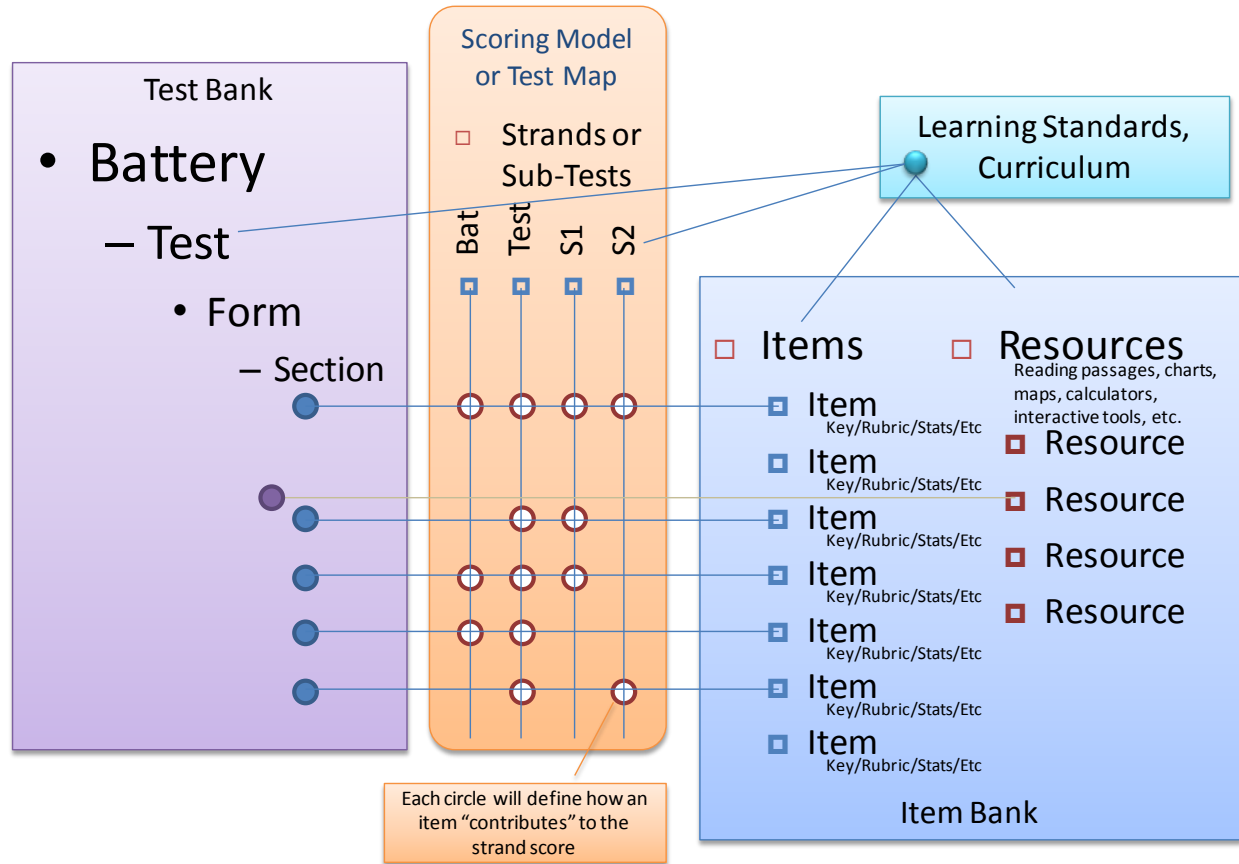 Test Bank
• Battery
– Test
• Form
– Section
Scoring Model
or Test Map
Strands or
Sub-Tests
Bat
Test
S1
S2
Each circle will define how an
item “contributes” to the
strand score
Learning Standards,
Curriculum
Items
Item
Key/Rubric/Stats/Etc
Item
Key/Rubric/Stats/Etc
Item
Key/Rubric/Stats/Etc
Item
Key/Rubric/Stats/Etc
Item
Key/Rubric/Stats/Etc
Item
Key/Rubric/Stats/Etc
Item
Key/Rubric/Stats/Etc
Resources
Reading passages, charts,
maps, calculators,
interactive tools, etc.
Resource
Resource
Resource
Resource
Item Bank